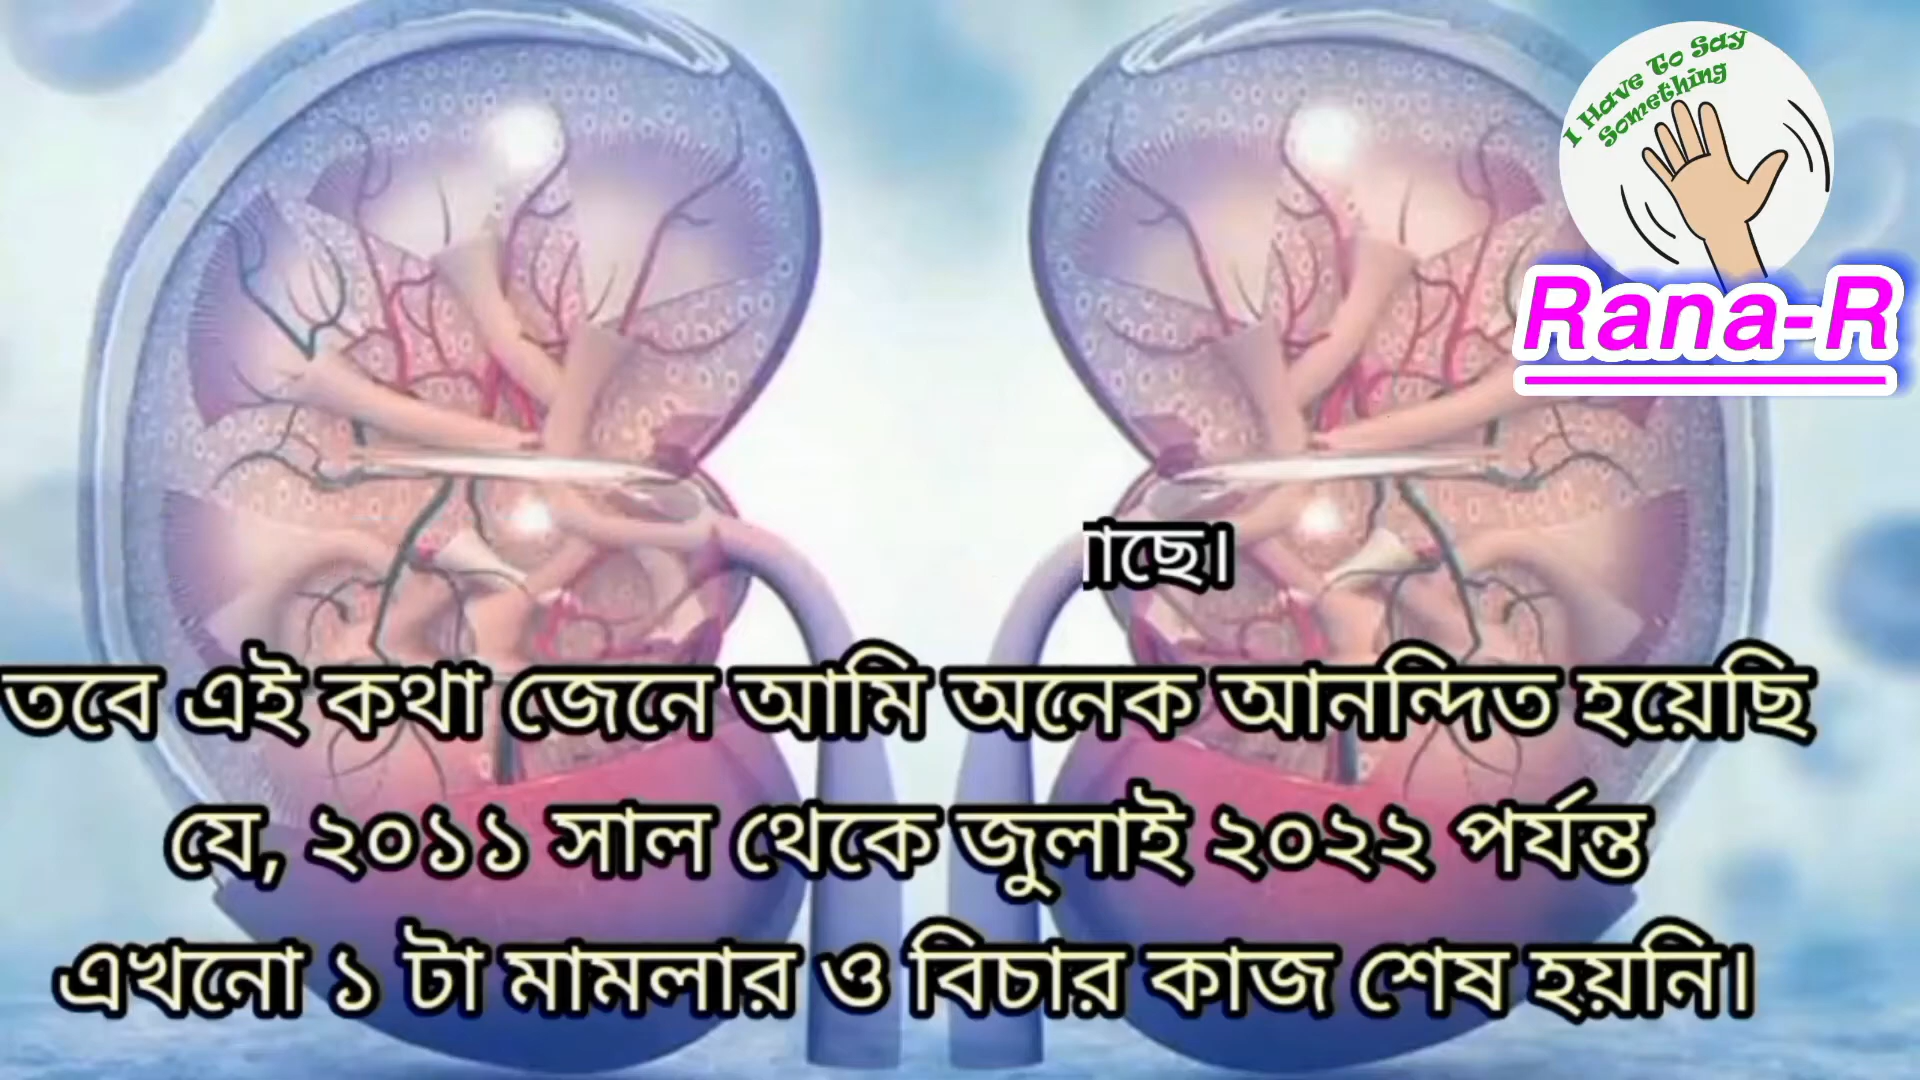 I Have To Say
Something
Rana-R
াছে।
তবে এই কথা জেনে আমি অনেক আনন্দিত হয়েছি
যে, ২০১১ সাল থেকে জুলাই ২০২২ পর্যন্ত
এখনো ১ টা মামলার ও বিচার কাজ শেষ হয়নি।